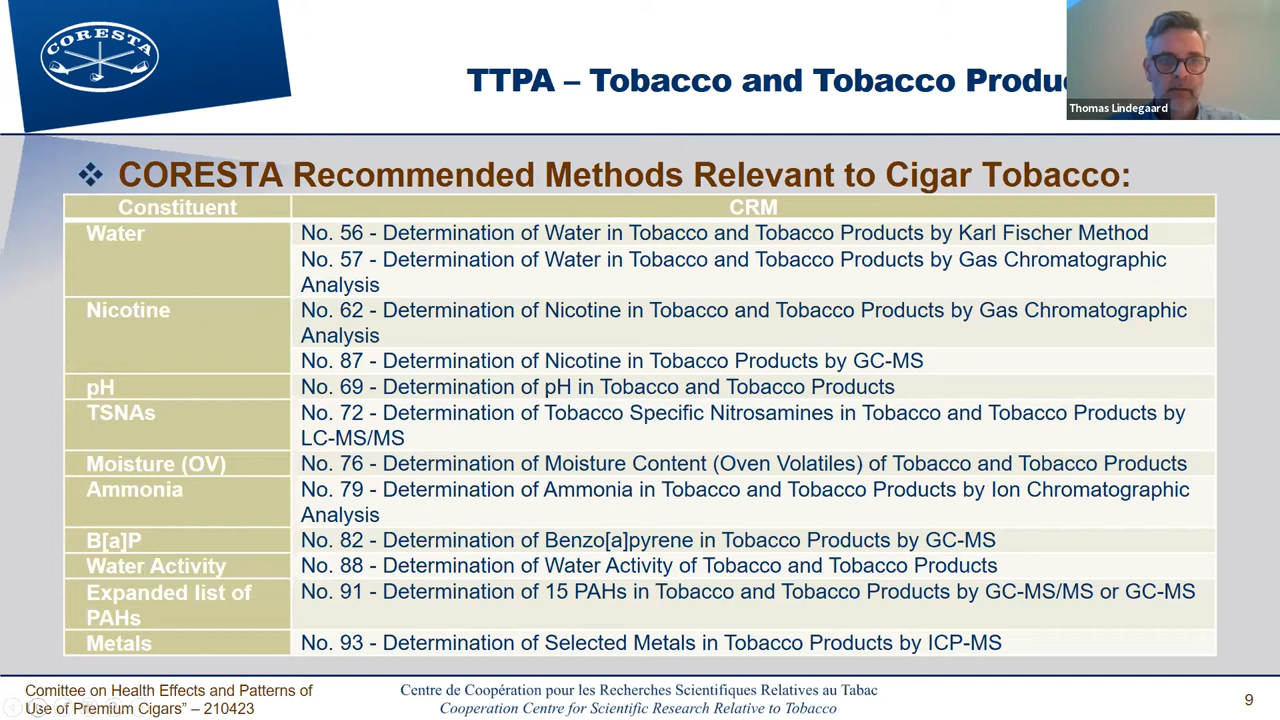 CORESTA
TTPA – Tobacco and Tobacco Produ
Thomas Lindegaard
CORESTA Recommended Methods Relevant to Cigar Tobacco:
Constituent CRM
Water No. 56 - Determination of Water in Tobacco and Tobacco Products by Karl Fischer Method
No. 57 - Determination of Water in Tobacco and Tobacco Products by Gas Chromatographic
Analysis
Nicotine No. 62 - Determination of Nicotine in Tobacco and Tobacco Products by Gas Chromatographic
Analysis
No. 87 - Determination of Nicotine in Tobacco Products by GC-MS
pH No. 69 - Determination of pH in Tobacco and Tobacco Products
TSNAs No. 72 - Determination of Tobacco Specific Nitrosamines in Tobacco and Tobacco Products by
LC-MS/MS
Moisture (OV) No. 76 - Determination of Moisture Content (Oven Volatiles) of Tobacco and Tobacco Products
Ammonia No. 79 - Determination of Ammonia in Tobacco and Tobacco Products by Ion Chromatographic
Analysis
B[a]P No. 82 - Determination of Benzo[a]pyrene in Tobacco Products by GC-MS
Water Activity No. 88 - Determination of Water Activity of Tobacco and Tobacco Products
Expanded list of No. 91 - Determination of 15 PAHs in Tobacco and Tobacco Products by GC-MS/MS or GC-MS
PAHs
Metals No. 93 - Determination of Selected Metals in Tobacco Products by ICP-MS
Comittee on Health Effects and Patterns of
Use of Premium Cigars” – 210423
Centre de Coopération pour les Recherches Scientifiques Relatives au Tabac
Cooperation Centre for Scientific Research Relative to Tobacco
9